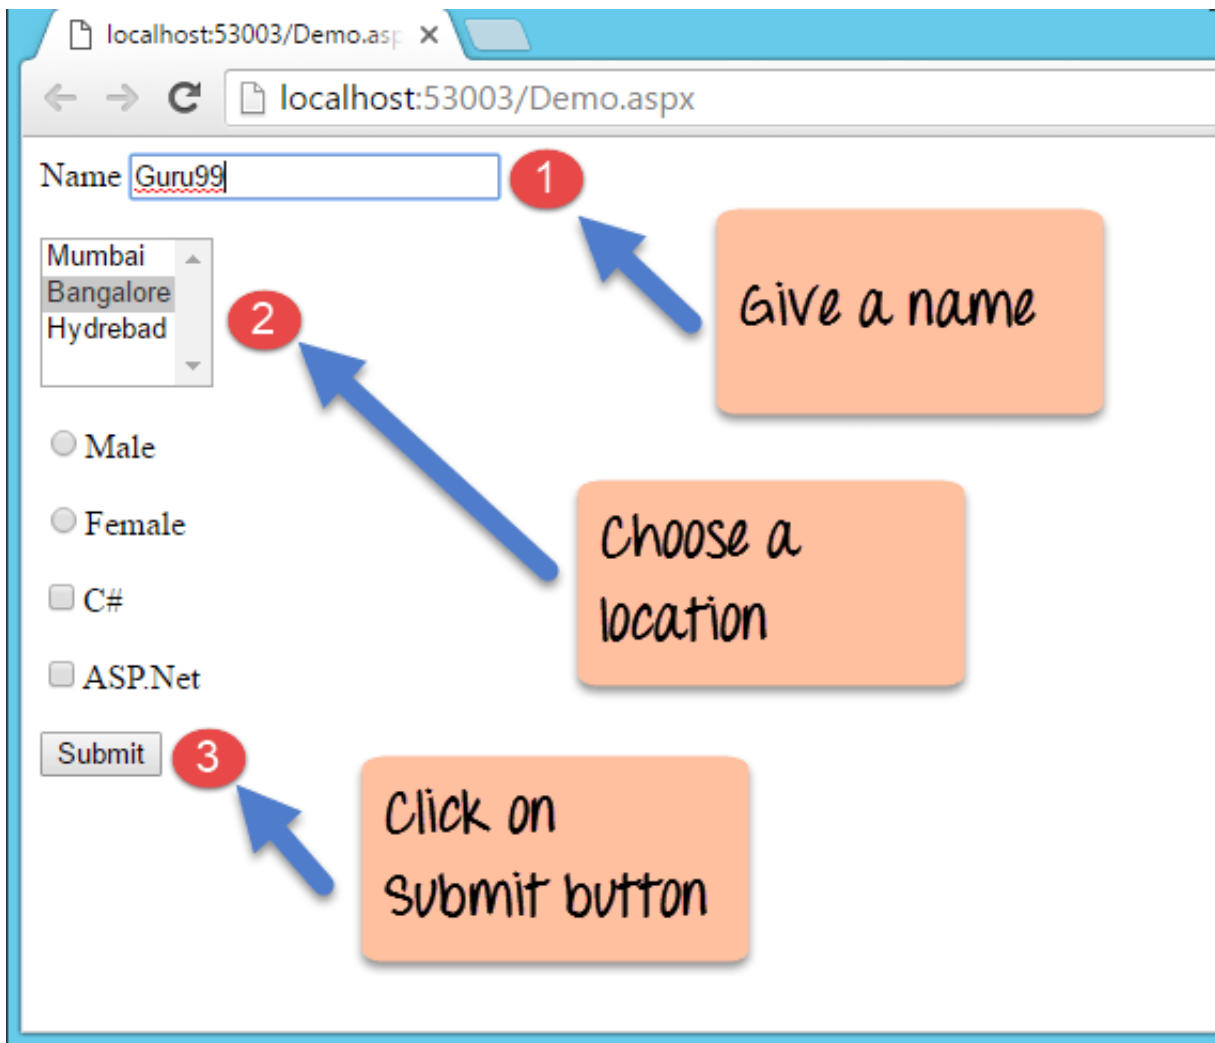 localhost:53003/Demo.asp
localhost:53003/Demo.aspx
Name Guru99
1
Give a name
Mumbai
Bangalore
Hydrebad
2
Male
Choose a
location
Female
C#
ASP.Net
Submit
3
Click on
Submit button